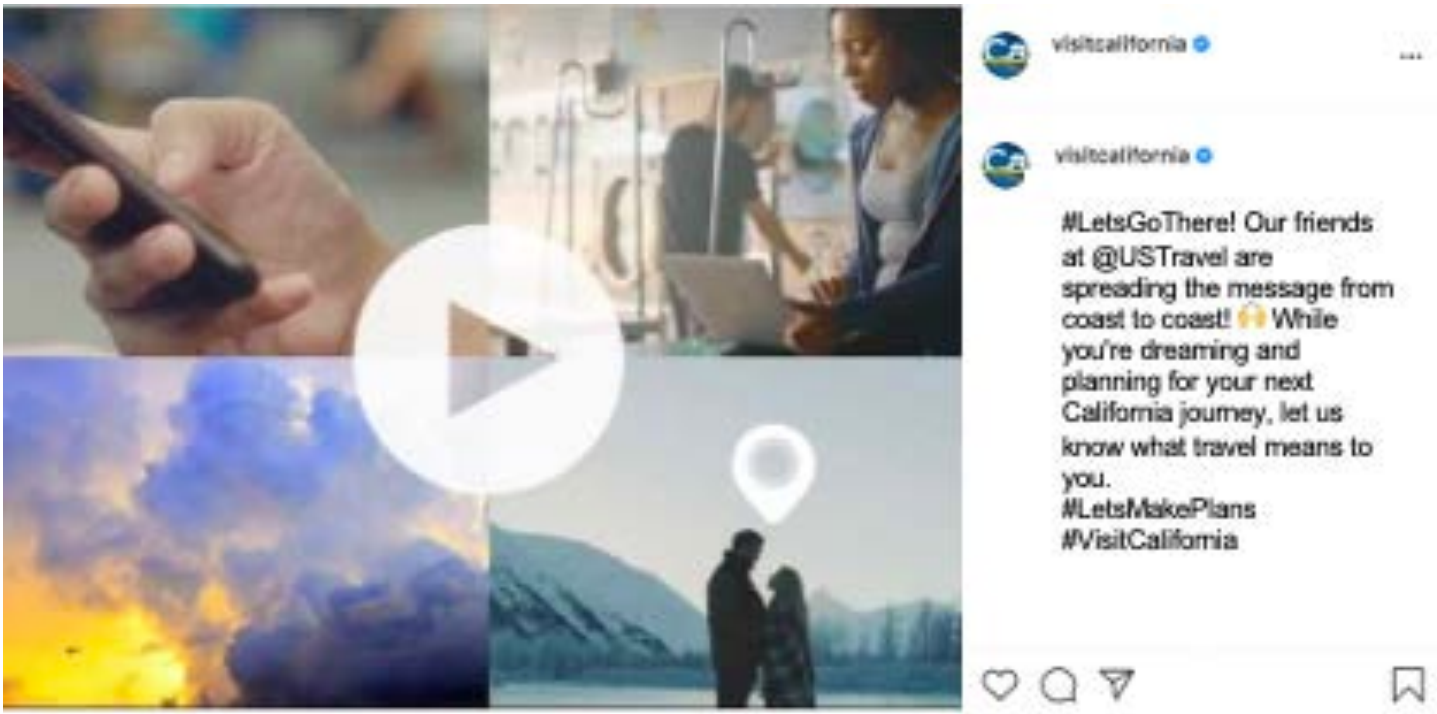 visitcalifornia
visitcalifornia
#LetsGoThere! Our friends
at @USTravel are
spreading the message from
coast to coast! 🙌 While
you're dreaming and
planning for your next
California journey, let us
know what travel means to
you.
#LetsMakePlans
#VisitCalifornia